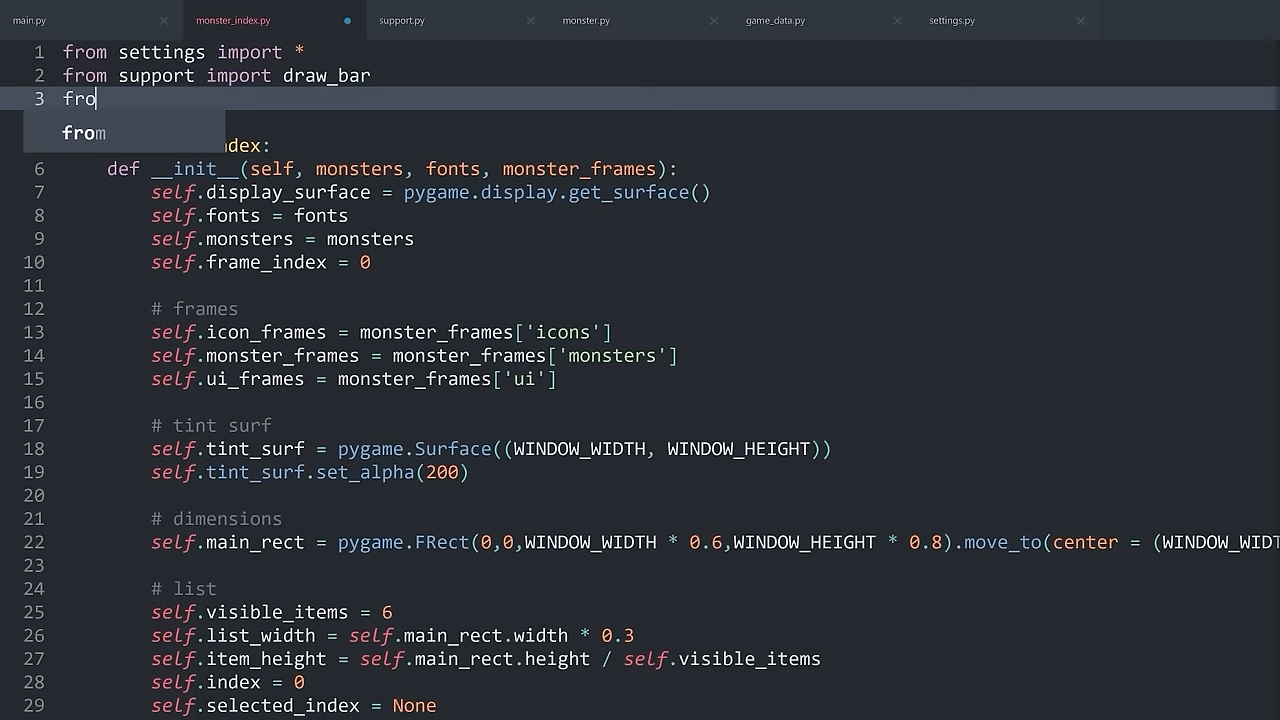 main.py monster_index.py support.py monster.py game_data.py settings.py
1 from settings import *
2 from support import draw_bar
3 fro
from
ndex:
6 def __init__(self, monsters, fonts, monster_frames):
7 self.display_surface = pygame.display.get_surface()
8 self.fonts = fonts
9 self.monsters = monsters
10 self.frame_index = 0
11
12 # frames
13 self.icon_frames = monster_frames['icons']
14 self.monster_frames = monster_frames['monsters']
15 self.ui_frames = monster_frames['ui']
16
17 # tint surf
18 self.tint_surf = pygame.Surface((WINDOW_WIDTH, WINDOW_HEIGHT))
19 self.tint_surf.set_alpha(200)
20
21 # dimensions
22 self.main_rect = pygame.FRect(0,0,WINDOW_WIDTH * 0.6,WINDOW_HEIGHT * 0.8).move_to(center = (WINDOW_WIDT
23
24 # list
25 self.visible_items = 6
26 self.list_width = self.main_rect.width * 0.3
27 self.item_height = self.main_rect.height / self.visible_items
28 self.index = 0
29 self.selected_index = None